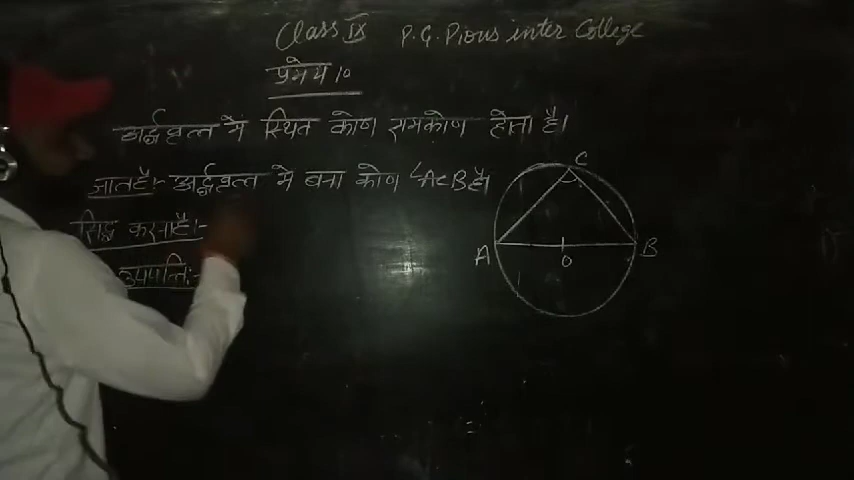 Class IX P.G. Pious inter College
प्रमेय 10
अर्द्धवृत्त में स्थित कोण समकोण होता है।
ज्ञात है:- अर्द्धवृत्त में बना कोण ∠ACB है।
सिद्ध करना है:-
उपपत्ति:-
C
A
B
O